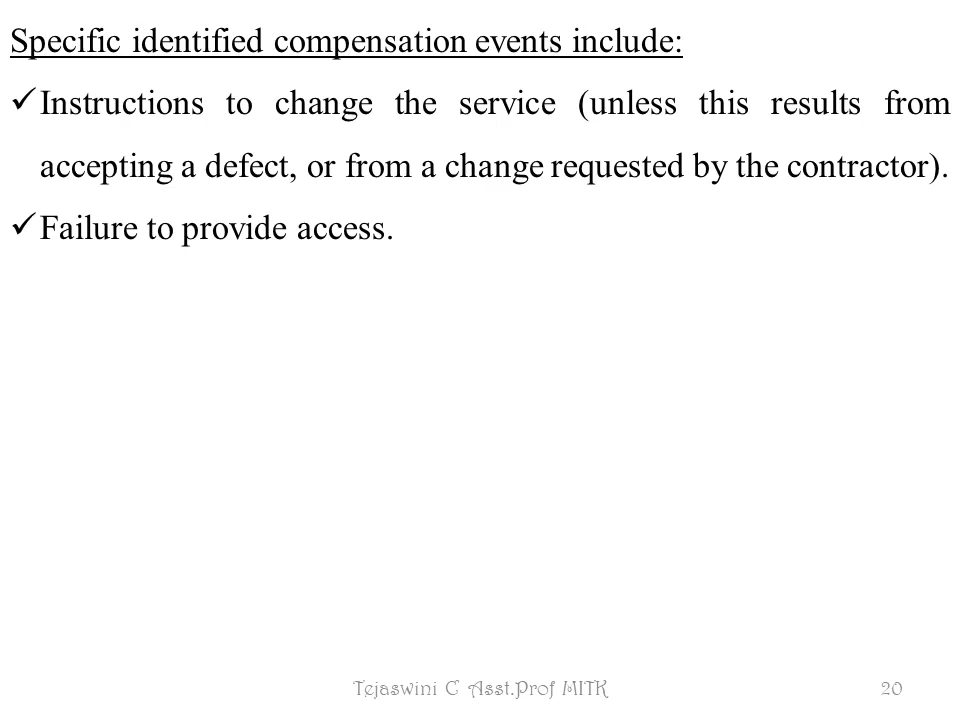 Specific identified compensation events include:
✓ Instructions to change the service (unless this results from
accepting a defect, or from a change requested by the contractor).
✓ Failure to provide access.
Tejaswini C Asst.Prof MITK 20